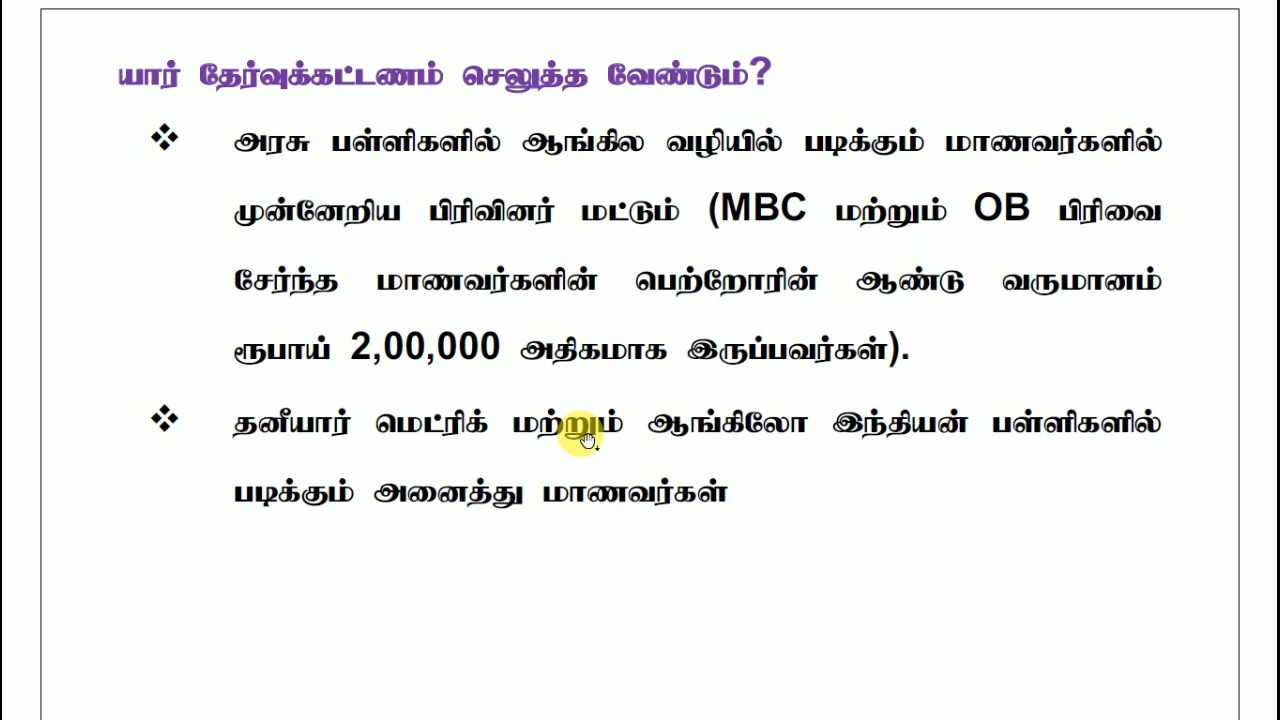 யார் தேர்வுக்கட்டணம் செலுத்த வேண்டும்?
❖ அரசு பள்ளிகளில் ஆங்கில வழியில் படிக்கும் மாணவர்களில்
முன்னேறிய பிரிவினர் மட்டும் (MBC மற்றும் OB பிரிவை
சேர்ந்த மாணவர்களின் பெற்றோரின் ஆண்டு வருமானம்
ரூபாய் 2,00,000 அதிகமாக இருப்பவர்கள்).
❖ தனீயார் மெட்ரிக் மற்றும் ஆங்கிலோ இந்தியன் பள்ளிகளில்
படிக்கும் அனைத்து மாணவர்கள்